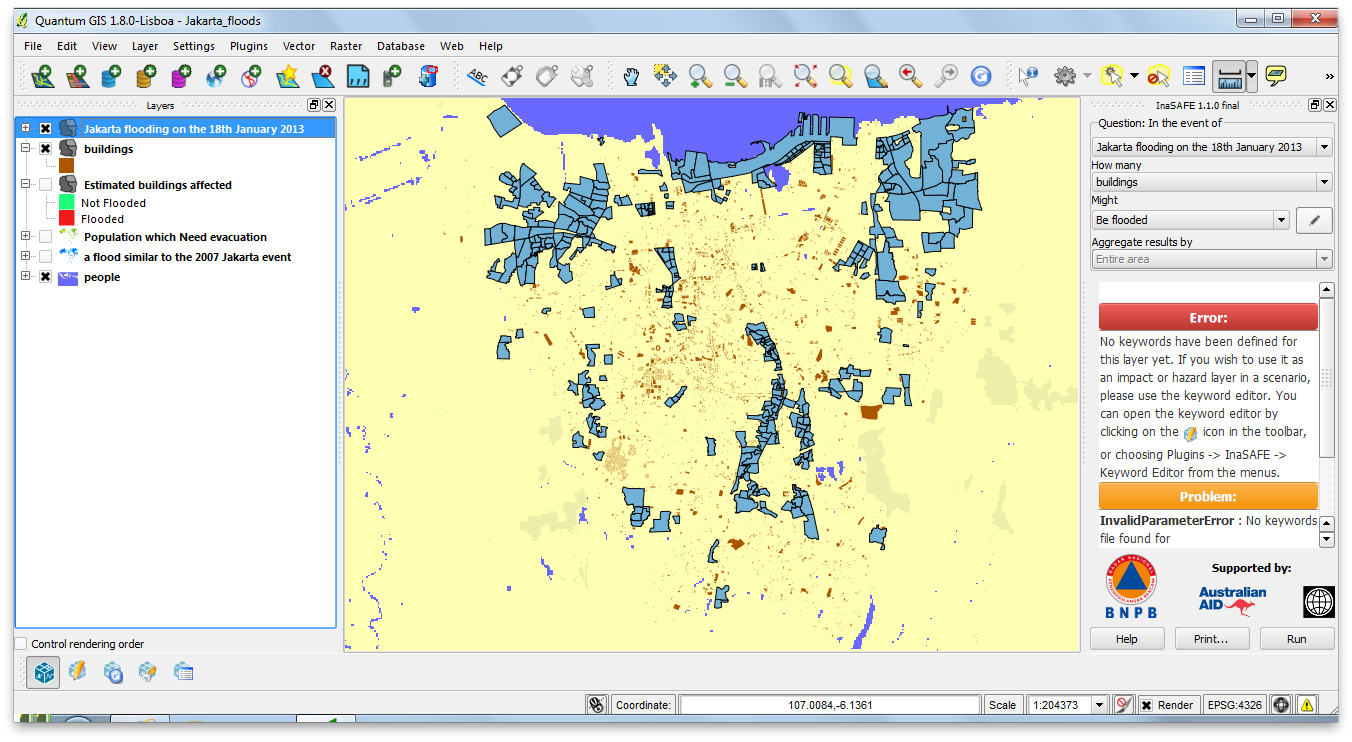 Quantum GIS 1.8.0-Lisboa - Jakarta_floods
File Edit View Layer Settings Plugins Vector Raster Database Web Help
ABC
»
Layers
Jakarta flooding on the 18th January 2013
buildings
Estimated buildings affected
Not Flooded
Flooded
Population which Need evacuation
a flood similar to the 2007 Jakarta event
people
Control rendering order
InaSAFE 1.1.0 final
Question: In the event of
Jakarta flooding on the 18th January 2013
How many
buildings
Might
Be flooded
Aggregate results by
Entire area
Error:
No keywords have been defined for
this layer yet. If you wish to use it as
an impact or hazard layer in a scenario,
please use the keyword editor. You
can open the keyword editor by
clicking on the icon in the toolbar,
or choosing Plugins -> InaSAFE ->
Keyword Editor from the menus.
Problem:
InvalidParameterError : No keywords
file found for
BNPB
Supported by:
Australian
AID
Help Print... Run
Coordinate: 107.0084,-6.1361 Scale 1:204373 Render EPSG:4326